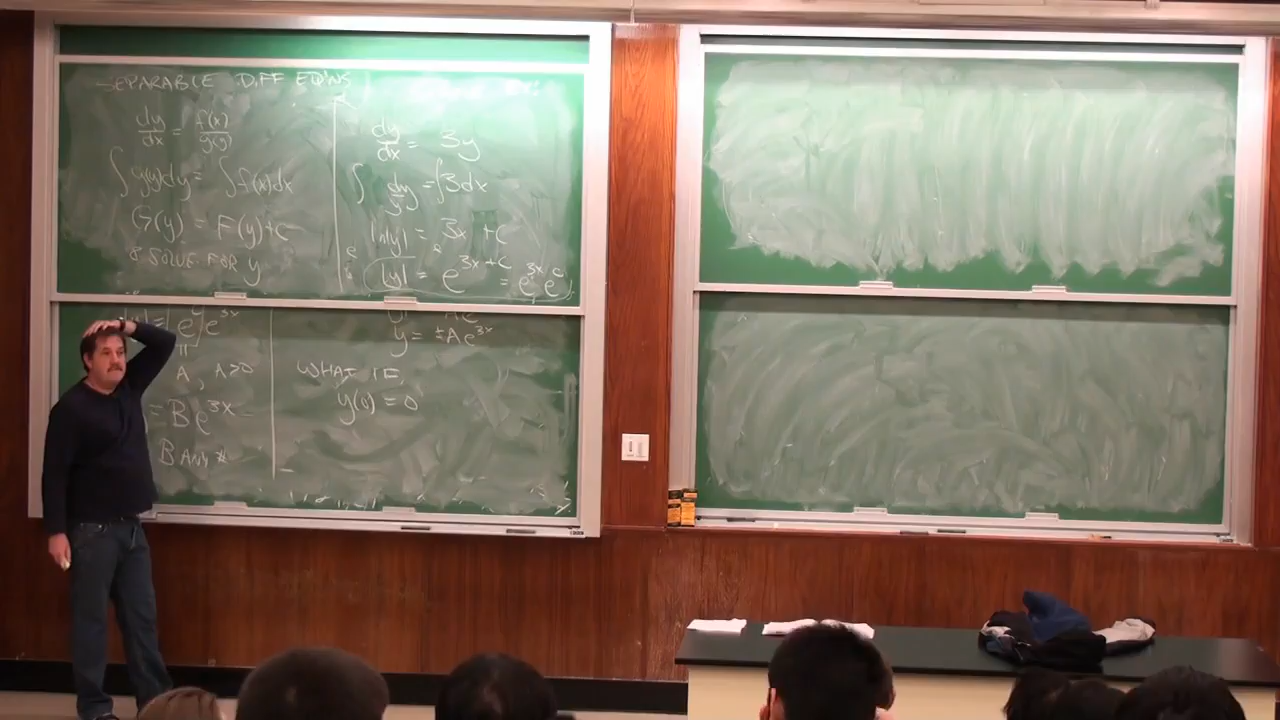 SEPARABLE DIFF EQ'NS
dy/dx = f(x)/g(y)
∫ g(y)dy = ∫ f(x)dx
G(y) = F(y)+c
& SOLVE FOR y
Ex:
dy/dx = 3y
∫ dy/y = ∫3dx
ln|y| = 3x + c
|y| = e^{3x+c} = e^{3x} e^{c}
e^{3x}
A, A>0
= Be^{3x}
B ANY #
y = ±Ae^{3x}
WHAT IF
y(0) = 0